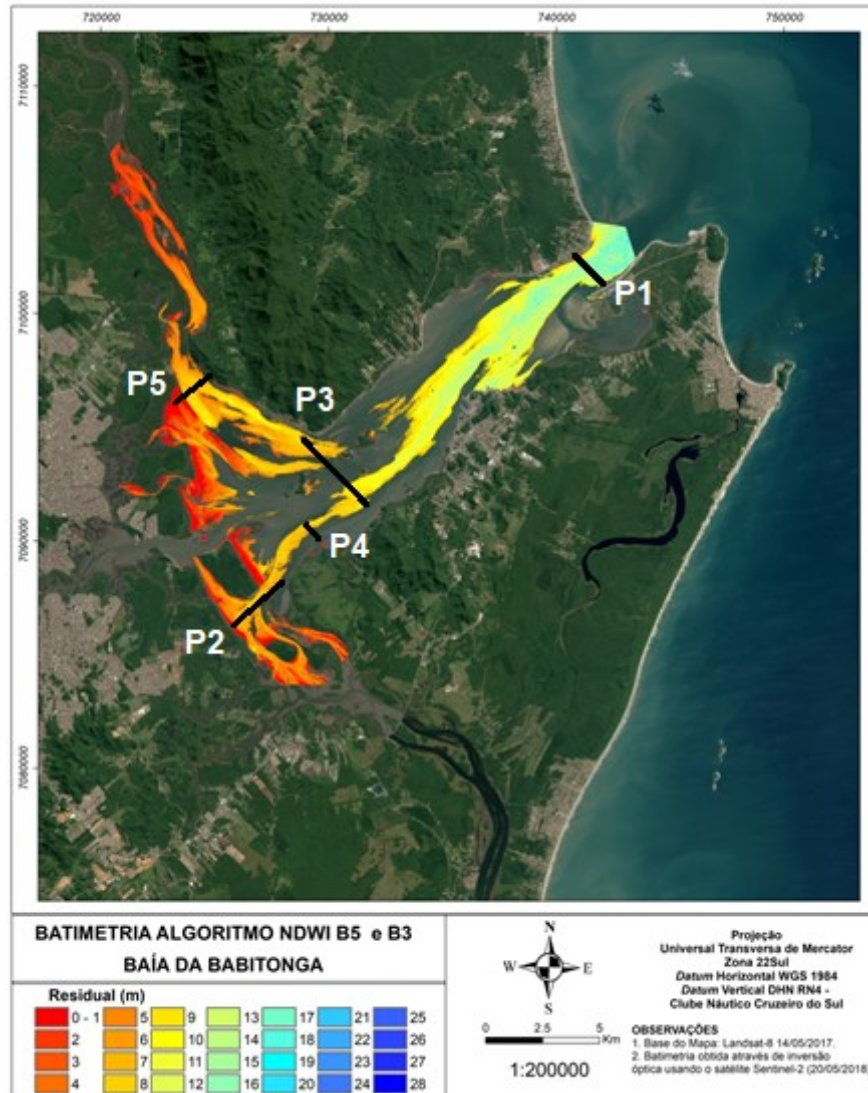 720000 730000 740000 750000
7110000
7100000
7090000
7080000
P1
P3
P5
P4
P2
BATIMETRIA ALGORITMO NDWI B5 e B3
BAÍA DA BABITONGA
Residual (m)
0 - 1 5 9 13 17 21 25
2 6 10 14 18 22 26
3 7 11 15 19 23 27
4 8 12 16 20 24 28
N
W E
S
0 2.5 5
Km
1:200000
Projeção
Universal Transversa de Mercator
Zona 22Sul
Datum Horizontal WGS 1984
Datum Vertical DHN RN4 -
Clube Náutico Cruzeiro do Sul
OBSERVAÇÕES
1. Base do Mapa: Landsat-8 14/05/2017.
2. Batimetria obtida através de inversão
óptica usando o satélite Sentinel-2 (20/05/2018)